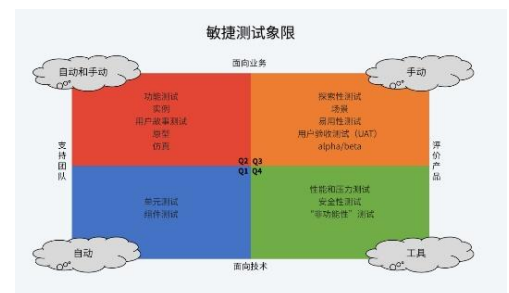 敏捷测试象限
面向业务
自动和手动
手动
功能测试
实例
用户故事测试
原型
仿真
探索性测试
场景
易用性测试
用户验收测试（UAT）
alpha/beta
支持团队
评价产品
Q2 Q3
Q1 Q4
单元测试
组件测试
性能和压力测试
安全性测试
“非功能性”测试
自动
工具
面向技术